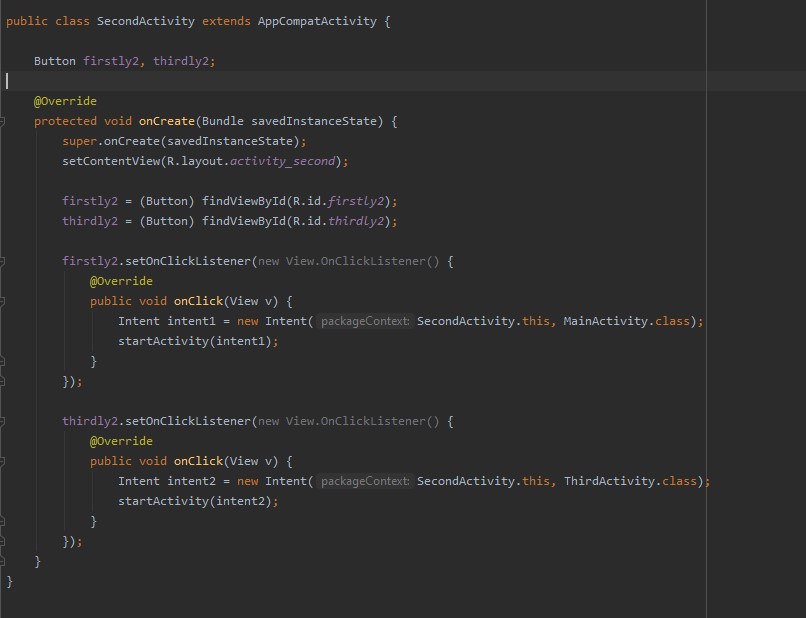 public class SecondActivity extends AppCompatActivity {
Button firstly2, thirdly2;
@Override
protected void onCreate(Bundle savedInstanceState) {
super.onCreate(savedInstanceState);
setContentView(R.layout.activity_second);
firstly2 = (Button) findViewById(R.id.firstly2);
thirdly2 = (Button) findViewById(R.id.thirdly2);
firstly2.setOnClickListener(new View.OnClickListener() {
@Override
public void onClick(View v) {
Intent intent1 = new Intent( packageContext: SecondActivity.this, MainActivity.class);
startActivity(intent1);
}
});
thirdly2.setOnClickListener(new View.OnClickListener() {
@Override
public void onClick(View v) {
Intent intent2 = new Intent( packageContext: SecondActivity.this, ThirdActivity.class);
startActivity(intent2);
}
});
}
}